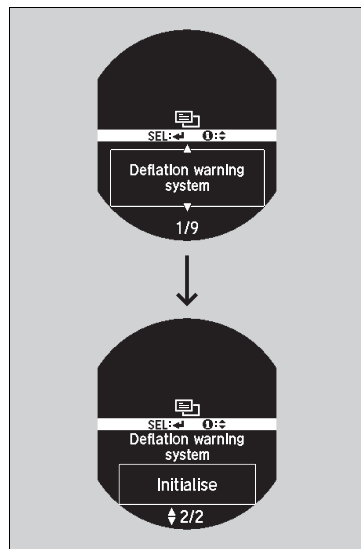 SEL:↵ ℹ:⬍
Deflation warning
system
1/9
SEL:↵ ℹ:⬍
Deflation warning
system
Initialise
2/2